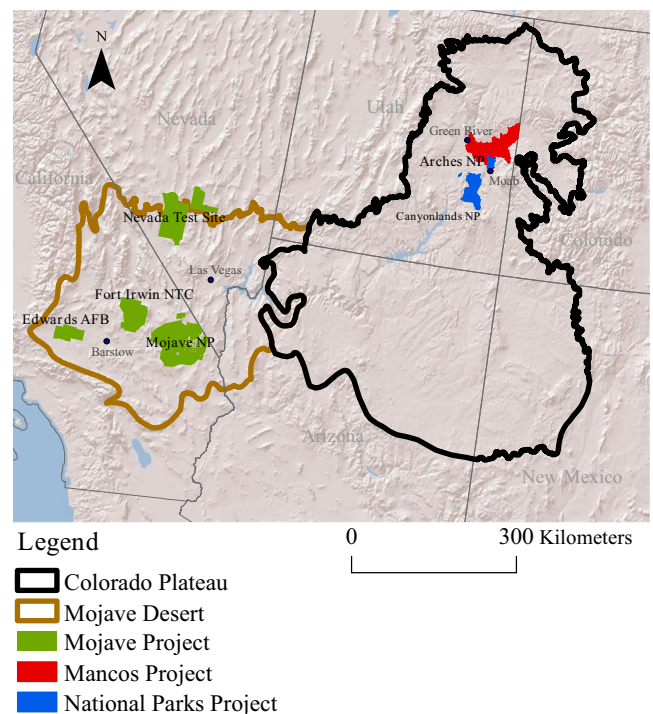 N
Nevada
Utah
Green River
California
Arches NP
Moab
Nevada Test Site
Canyonlands NP
Colorado
Las Vegas
Fort Irwin NTC
Edwards AFB
Mojave NP
Barstow
Arizona
New Mexico
Legend
0 300 Kilometers
Colorado Plateau
Mojave Desert
Mojave Project
Mancos Project
National Parks Project